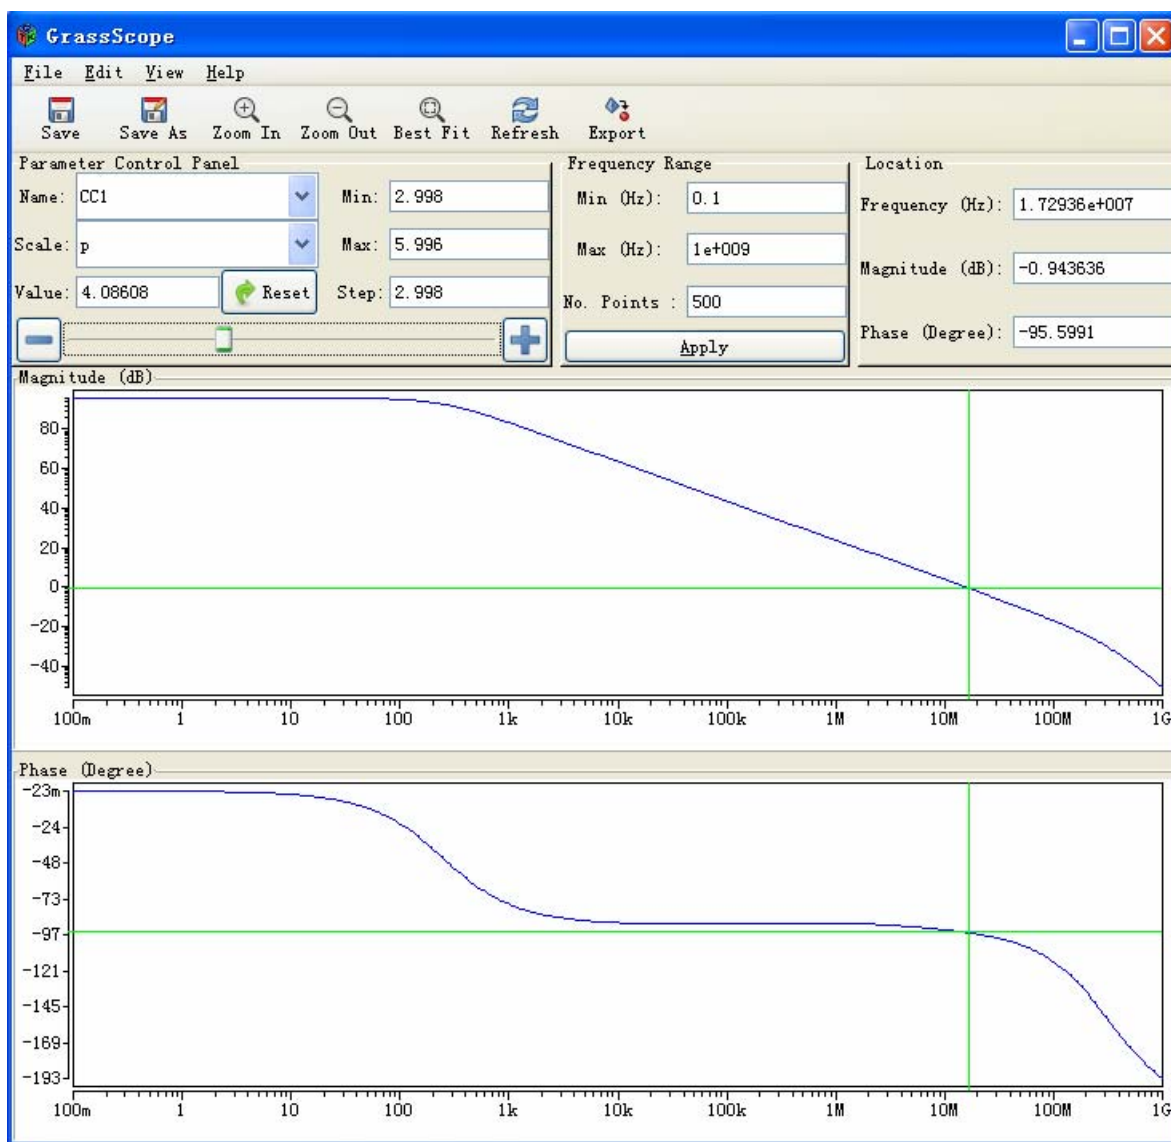 GrassScope
File Edit View Help
Save Save As Zoom In Zoom Out Best Fit Refresh Export
Parameter Control Panel
Name: CC1 Min: 2.998
Scale: p Max: 5.996
Value: 4.08608 Reset Step: 2.998
Frequency Range
Min (Hz): 0.1
Max (Hz): 1e+009
No. Points : 500
Apply
Location
Frequency (Hz): 1.72936e+007
Magnitude (dB): -0.943636
Phase (Degree): -95.5991
Magnitude (dB)
80
60
40
20
0
-20
-40
100m 1 10 100 1k 10k 100k 1M 10M 100M 1G
Phase (Degree)
-23m
-24
-48
-73
-97
-121
-145
-169
-193
100m 1 10 100 1k 10k 100k 1M 10M 100M 1G